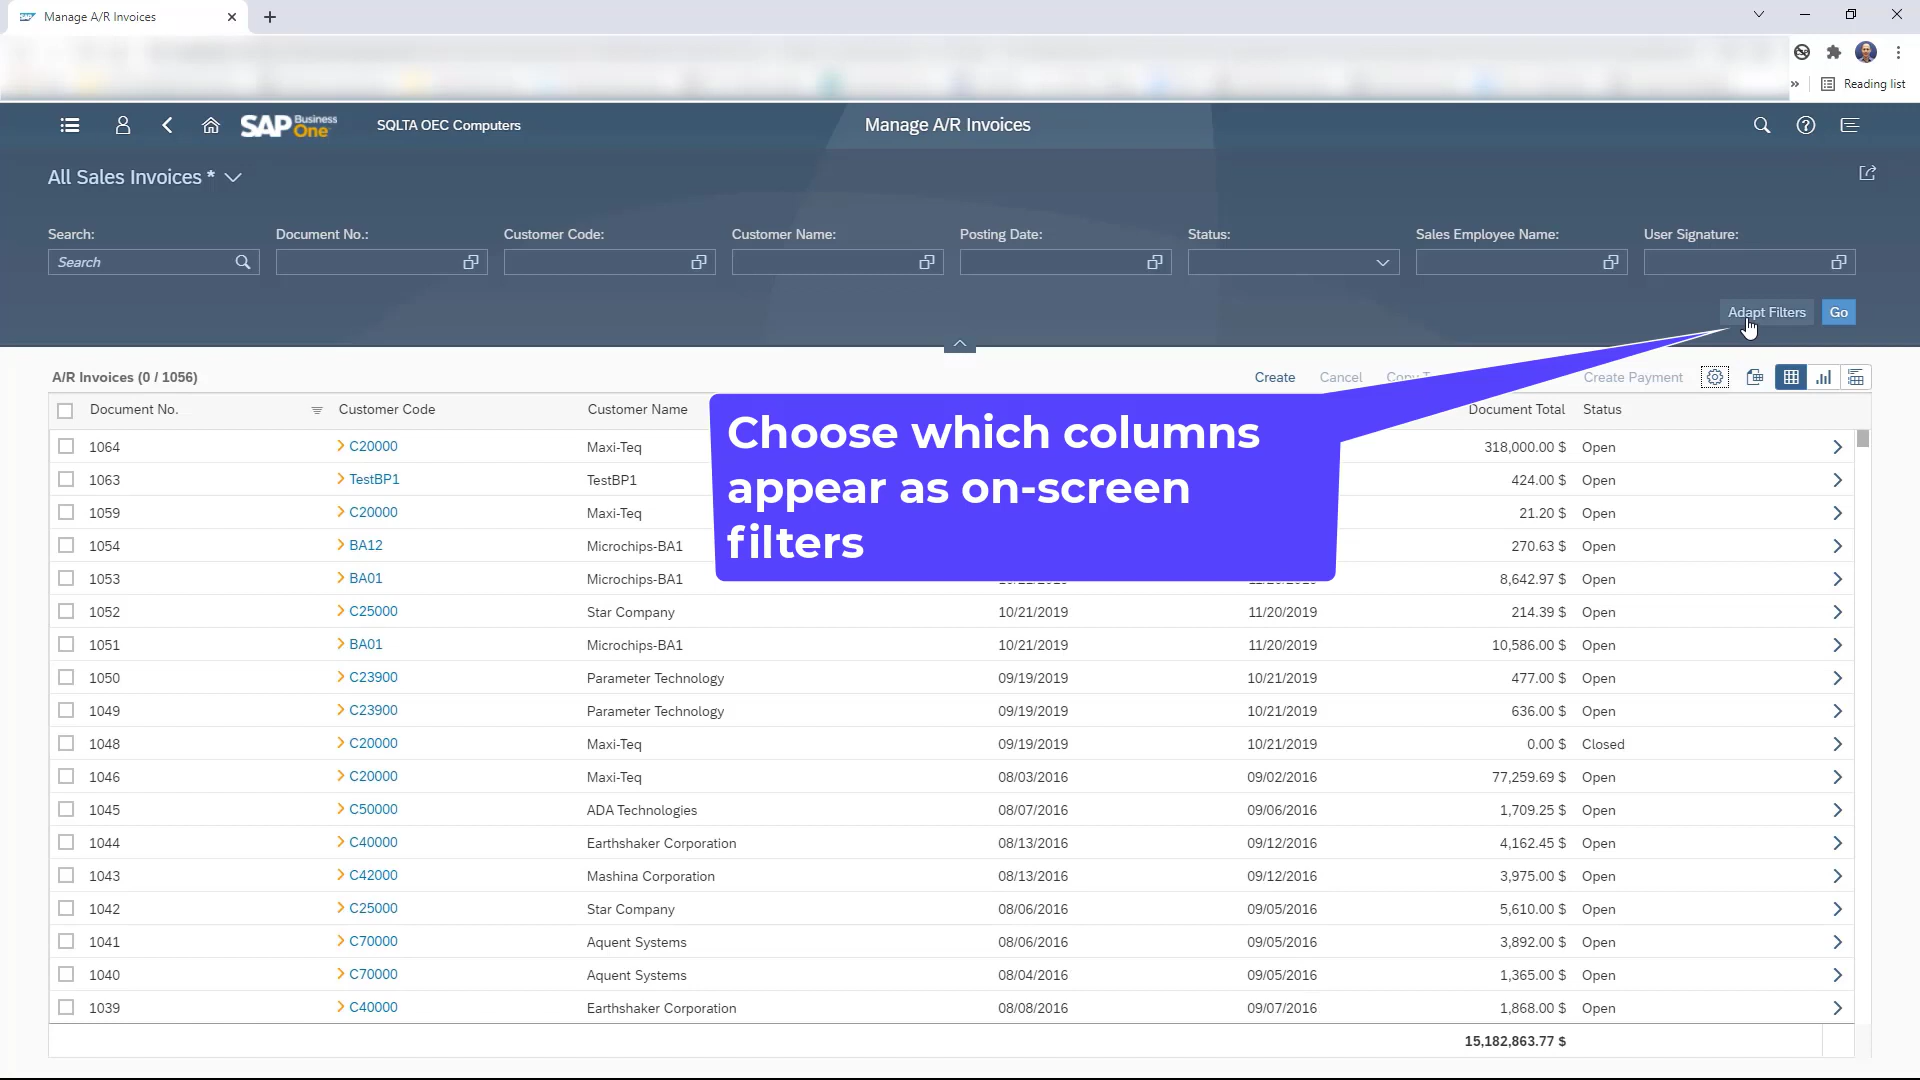 Manage A/R Invoices
Reading list
SAP Business One
SQLTA OEC Computers
Manage A/R Invoices
All Sales Invoices *
Search: Document No.: Customer Code: Customer Name: Posting Date: Status: Sales Employee Name: User Signature:
Search
Adapt Filters Go
A/R Invoices (0 / 1056) Create Cancel Create Payment
Document No. Customer Code Customer Name Document Total Status
1064 C20000 Maxi-Teq 318,000.00 $ Open
1063 TestBP1 TestBP1 424.00 $ Open
1059 C20000 Maxi-Teq 21.20 $ Open
1054 BA12 Microchips-BA1 270.63 $ Open
1053 BA01 Microchips-BA1 8,642.97 $ Open
Choose which columns
appear as on-screen
filters
1052 C25000 Star Company 10/21/2019 11/20/2019 214.39 $ Open
1051 BA01 Microchips-BA1 10/21/2019 11/20/2019 10,586.00 $ Open
1050 C23900 Parameter Technology 09/19/2019 10/21/2019 477.00 $ Open
1049 C23900 Parameter Technology 09/19/2019 10/21/2019 636.00 $ Open
1048 C20000 Maxi-Teq 09/19/2019 10/21/2019 0.00 $ Closed
1046 C20000 Maxi-Teq 08/03/2016 09/02/2016 77,259.69 $ Open
1045 C50000 ADA Technologies 08/07/2016 09/06/2016 1,709.25 $ Open
1044 C40000 Earthshaker Corporation 08/13/2016 09/12/2016 4,162.45 $ Open
1043 C42000 Mashina Corporation 08/13/2016 09/12/2016 3,975.00 $ Open
1042 C25000 Star Company 08/06/2016 09/05/2016 5,610.00 $ Open
1041 C70000 Aquent Systems 08/06/2016 09/05/2016 3,892.00 $ Open
1040 C70000 Aquent Systems 08/04/2016 09/05/2016 1,365.00 $ Open
1039 C40000 Earthshaker Corporation 08/08/2016 09/07/2016 1,868.00 $ Open
15,182,863.77 $